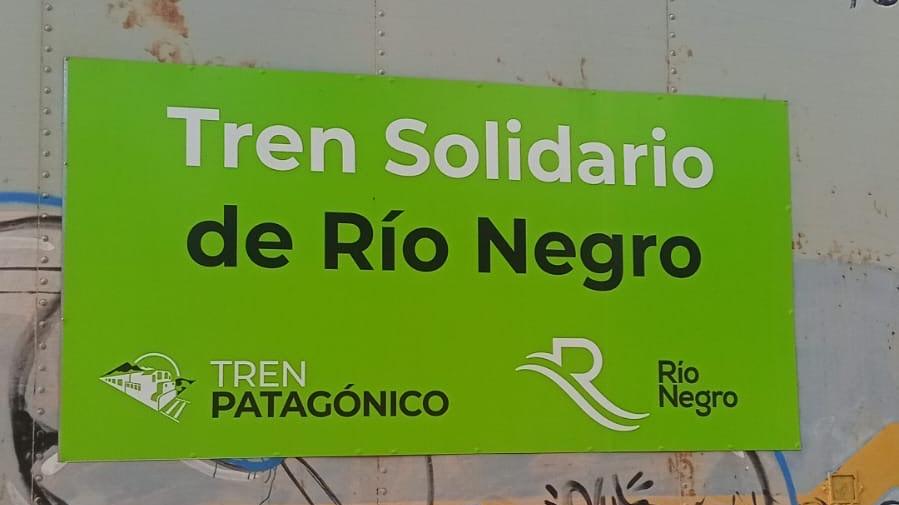 Tren Solidario
de Río Negro
TREN
PATAGÓNICO
Río
Negro